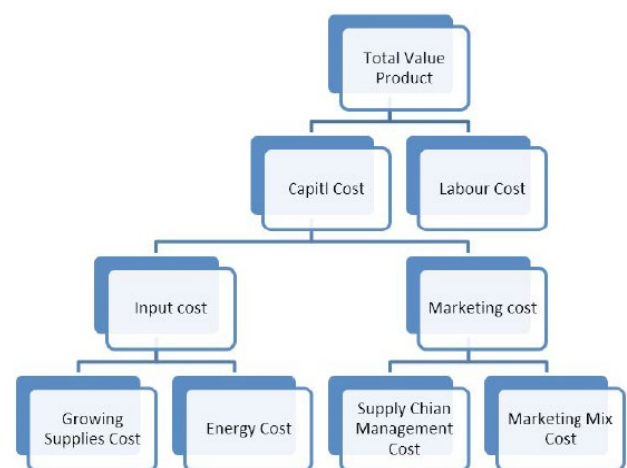 Total Value
Product
Capitl Cost
Labour Cost
Input cost
Marketing cost
Growing
Supplies Cost
Energy Cost
Supply Chian
Management
Cost
Marketing Mix
Cost